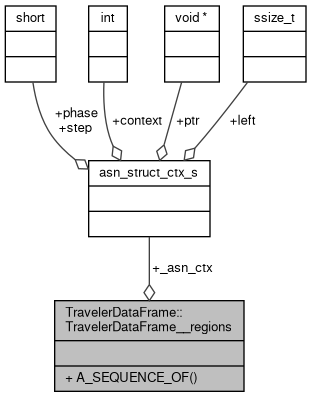 short
int
void *
ssize_t
+phase
+step
+context
+ptr
+left
asn_struct_ctx_s
+_asn_ctx
TravelerDataFrame::
TravelerDataFrame__regions
+ A_SEQUENCE_OF()